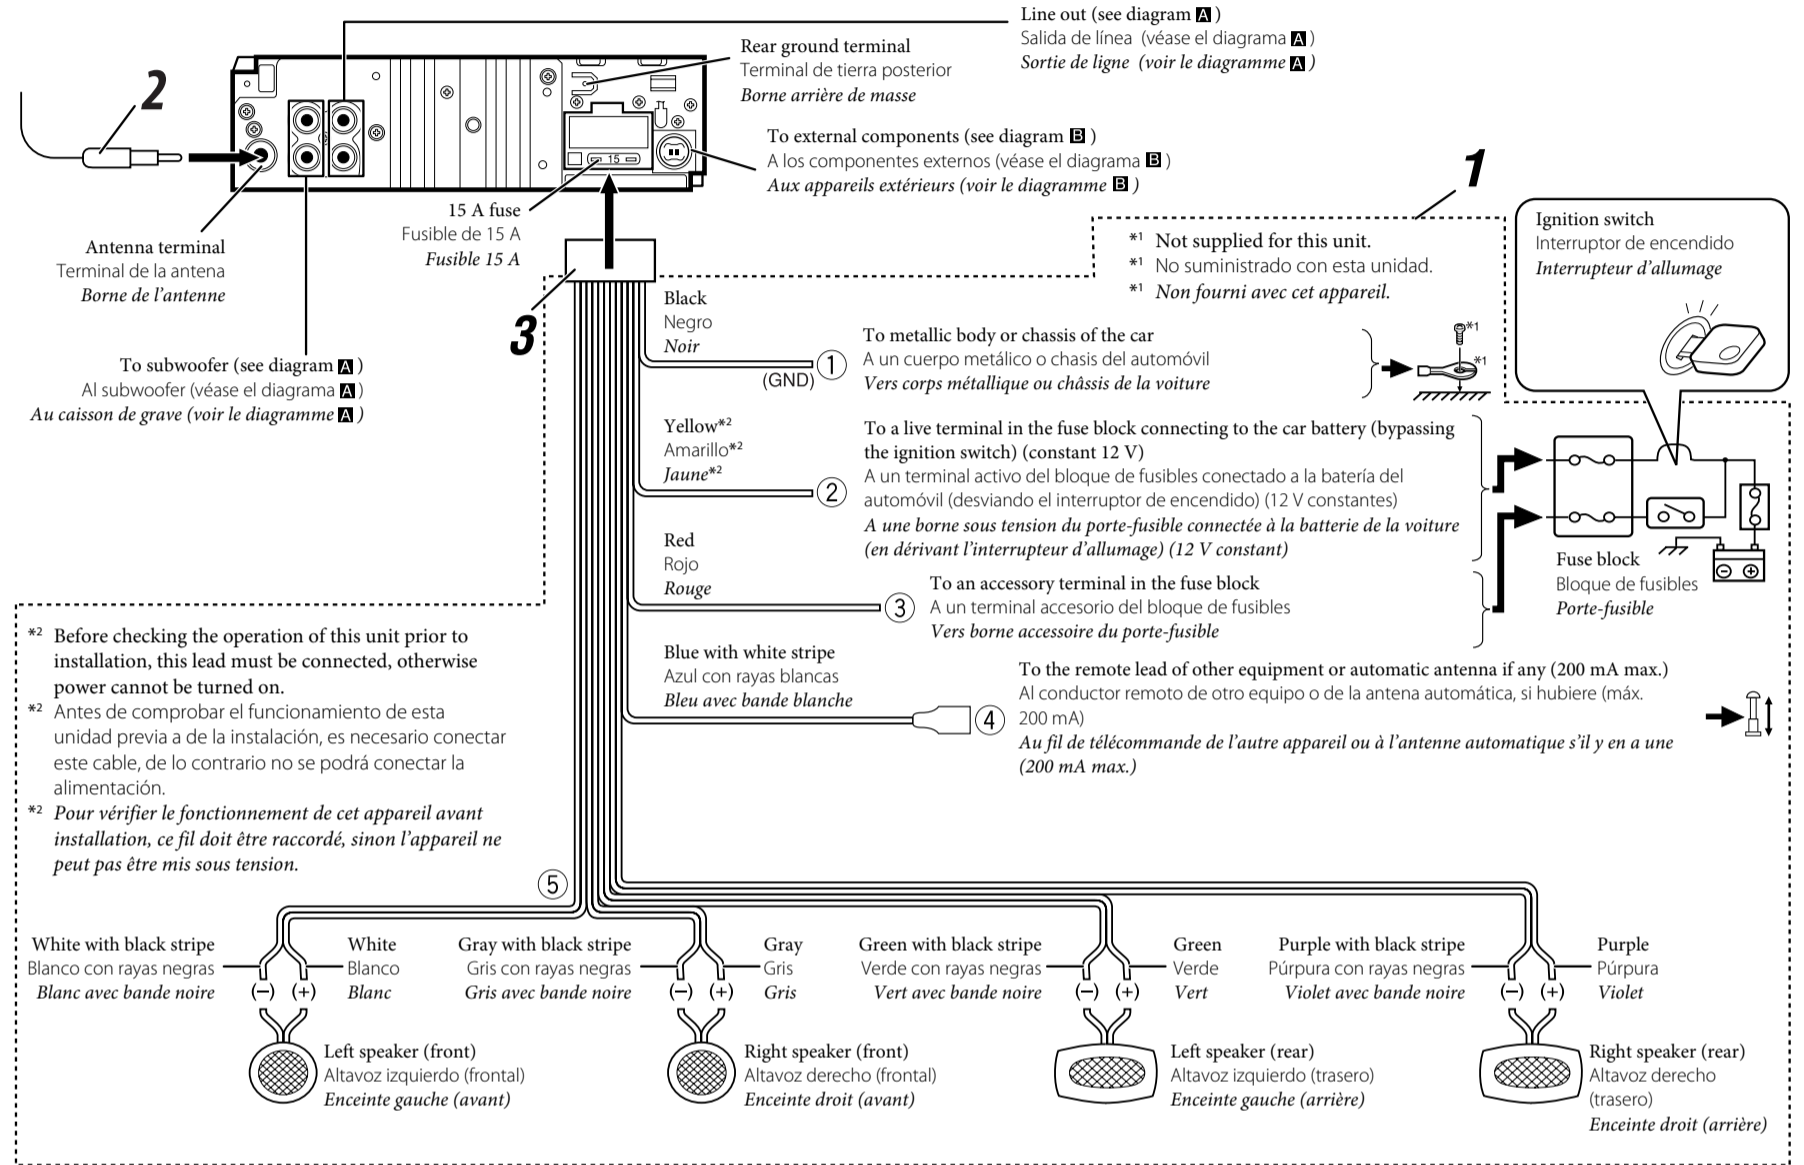 Line out (see diagram A )
Salida de línea (véase el diagrama A )
Sortie de ligne (voir le diagramme A )
Rear ground terminal
Terminal de tierra posterior
Borne arrière de masse
2
To external components (see diagram B )
A los componentes externos (véase el diagrama B )
Aux appareils extérieurs (voir le diagramme B )
15
1
15 A fuse
Fusible de 15 A
Fusible 15 A
Antenna terminal
Terminal de la antena
Borne de l'antenne
Ignition switch
Interruptor de encendido
Interrupteur d'allumage
*1 Not supplied for this unit.
*1 No suministrado con esta unidad.
*1 Non fourni avec cet appareil.
3
To subwoofer (see diagram A )
Al subwoofer (véase el diagrama A )
Au caisson de grave (voir le diagramme A )
Black
Negro
Noir
(GND)
1
To metallic body or chassis of the car
A un cuerpo metálico o chasis del automóvil
Vers corps métallique ou châssis de la voiture
*1
*1
Yellow*2
Amarillo*2
Jaune*2
2
To a live terminal in the fuse block connecting to the car battery (bypassing
the ignition switch) (constant 12 V)
A un terminal activo del bloque de fusibles conectado a la batería del
automóvil (desviando el interruptor de encendido) (12 V constantes)
A une borne sous tension du porte-fusible connectée à la batterie de la voiture
(en dérivant l'interrupteur d'allumage) (12 V constant)
Fuse block
Bloque de fusibles
Porte-fusible
Red
Rojo
Rouge
3
To an accessory terminal in the fuse block
A un terminal accesorio del bloque de fusibles
Vers borne accessoire du porte-fusible
Blue with white stripe
Azul con rayas blancas
Bleu avec bande blanche
4
To the remote lead of other equipment or automatic antenna if any (200 mA max.)
Al conductor remoto de otro equipo o de la antena automática, si hubiere (máx.
200 mA)
Au fil de télécommande de l'autre appareil ou à l'antenne automatique s'il y en a une
(200 mA max.)
*2 Before checking the operation of this unit prior to
installation, this lead must be connected, otherwise
power cannot be turned on.
*2 Antes de comprobar el funcionamiento de esta
unidad previa a de la instalación, es necesario conectar
este cable, de lo contrario no se podrá conectar la
alimentación.
*2 Pour vérifier le fonctionnement de cet appareil avant
installation, ce fil doit être raccordé, sinon l'appareil ne
peut pas être mis sous tension.
5
White with black stripe
Blanco con rayas negras
Blanc avec bande noire
(–) (+)
White
Blanco
Blanc
Gray with black stripe
Gris con rayas negras
Gris avec bande noire
(–) (+)
Gray
Gris
Gris
Green with black stripe
Verde con rayas negras
Vert avec bande noire
(–) (+)
Green
Verde
Vert
Purple with black stripe
Púrpura con rayas negras
Violet avec bande noire
(–) (+)
Purple
Púrpura
Violet
Left speaker (front)
Altavoz izquierdo (frontal)
Enceinte gauche (avant)
Right speaker (front)
Altavoz derecho (frontal)
Enceinte droit (avant)
Left speaker (rear)
Altavoz izquierdo (trasero)
Enceinte gauche (arrière)
Right speaker (rear)
Altavoz derecho
(trasero)
Enceinte droit (arrière)